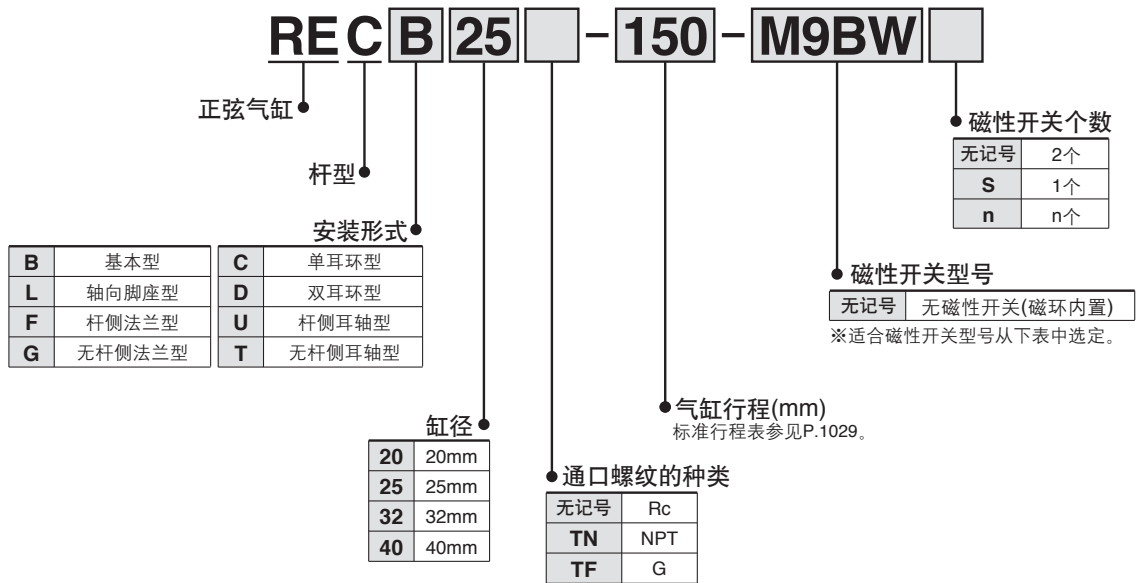 REC B 25 - 150 - M9BW
正弦气缸
杆型
安装形式
B 基本型 C 单耳环型
L 轴向脚座型 D 双耳环型
F 杆侧法兰型 U 杆侧耳轴型
G 无杆侧法兰型 T 无杆侧耳轴型
缸径
20 20mm
25 25mm
32 32mm
40 40mm
通口螺纹的种类
无记号 Rc
TN NPT
TF G
气缸行程(mm)
标准行程表参见P.1029。
磁性开关型号
无记号 无磁性开关(磁环内置)
※适合磁性开关型号从下表中选定。
磁性开关个数
无记号 2个
S 1个
n n个